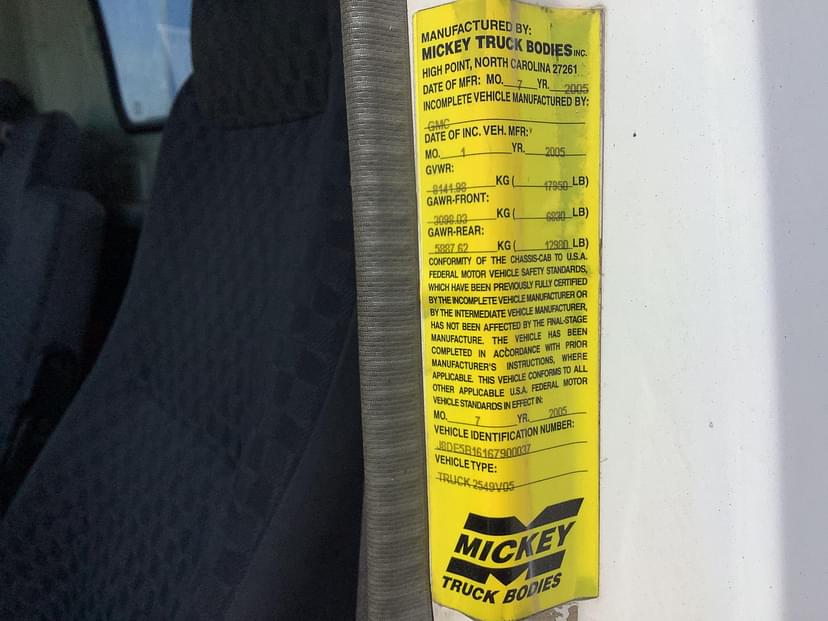 MANUFACTURED BY:
MICKEY TRUCK BODIES INC.
HIGH POINT, NORTH CAROLINA 27261
DATE OF MFR: MO. 7 YR. 2005
INCOMPLETE VEHICLE MANUFACTURED BY:
GMC
DATE OF INC. VEH. MFR:
MO. 1 YR. 2005
GVWR:
8141.98 KG ( 17950 LB)
GAWR-FRONT:
3098.03 KG ( 6830 LB)
GAWR-REAR:
5887.62 KG ( 12980 LB)
CONFORMITY OF THE CHASSIS-CAB TO U.S.A.
FEDERAL MOTOR VEHICLE SAFETY STANDARDS,
WHICH HAVE BEEN PREVIOUSLY FULLY CERTIFIED
BY THE INCOMPLETE VEHICLE MANUFACTURER OR
BY THE INTERMEDIATE VEHICLE MANUFACTURER,
HAS NOT BEEN AFFECTED BY THE FINAL-STAGE
MANUFACTURE. THE VEHICLE HAS BEEN
COMPLETED IN ACCORDANCE WITH PRIOR
MANUFACTURER'S INSTRUCTIONS, WHERE
APPLICABLE. THIS VEHICLE CONFORMS TO ALL
OTHER APPLICABLE U.S.A. FEDERAL MOTOR
VEHICLE STANDARDS IN EFFECT IN:
MO. 7 YR. 2005
VEHICLE IDENTIFICATION NUMBER:
J8DE5B16167900037
VEHICLE TYPE:
TRUCK 2549V05
MICKEY
TRUCK BODIES